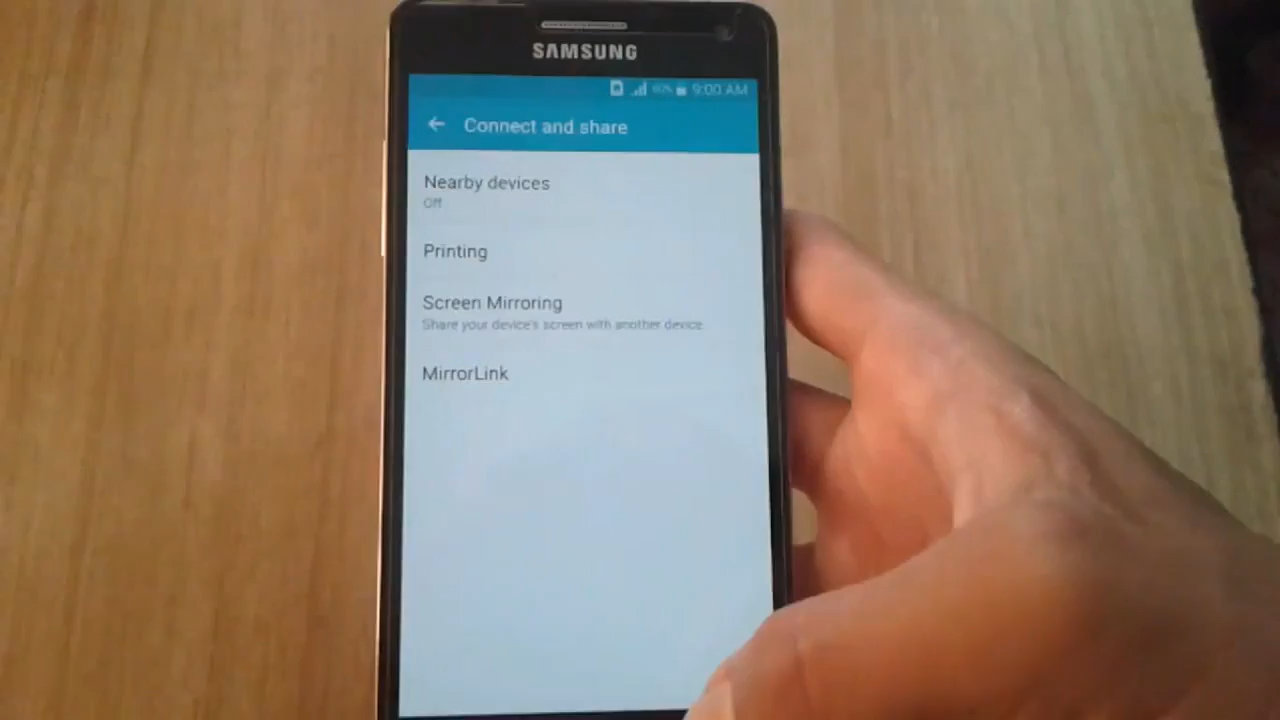 SAMSUNG
9:00 AM
Connect and share
Nearby devices
Off
Printing
Screen Mirroring
Share your device's screen with another device
MirrorLink